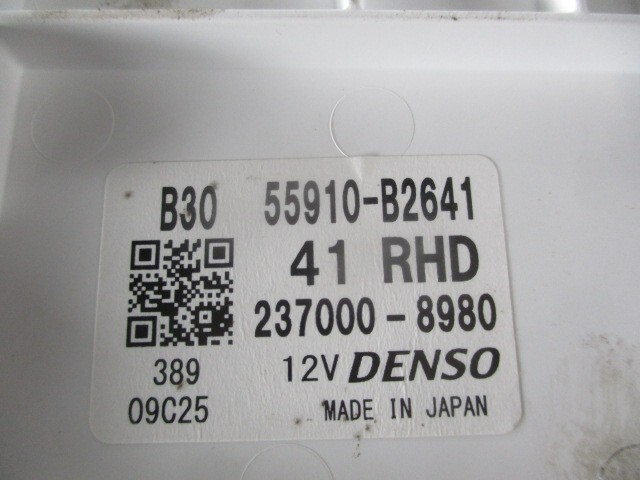 B30 55910-B2641
41 RHD
237000-8980
389 12V DENSO
09C25 MADE IN JAPAN